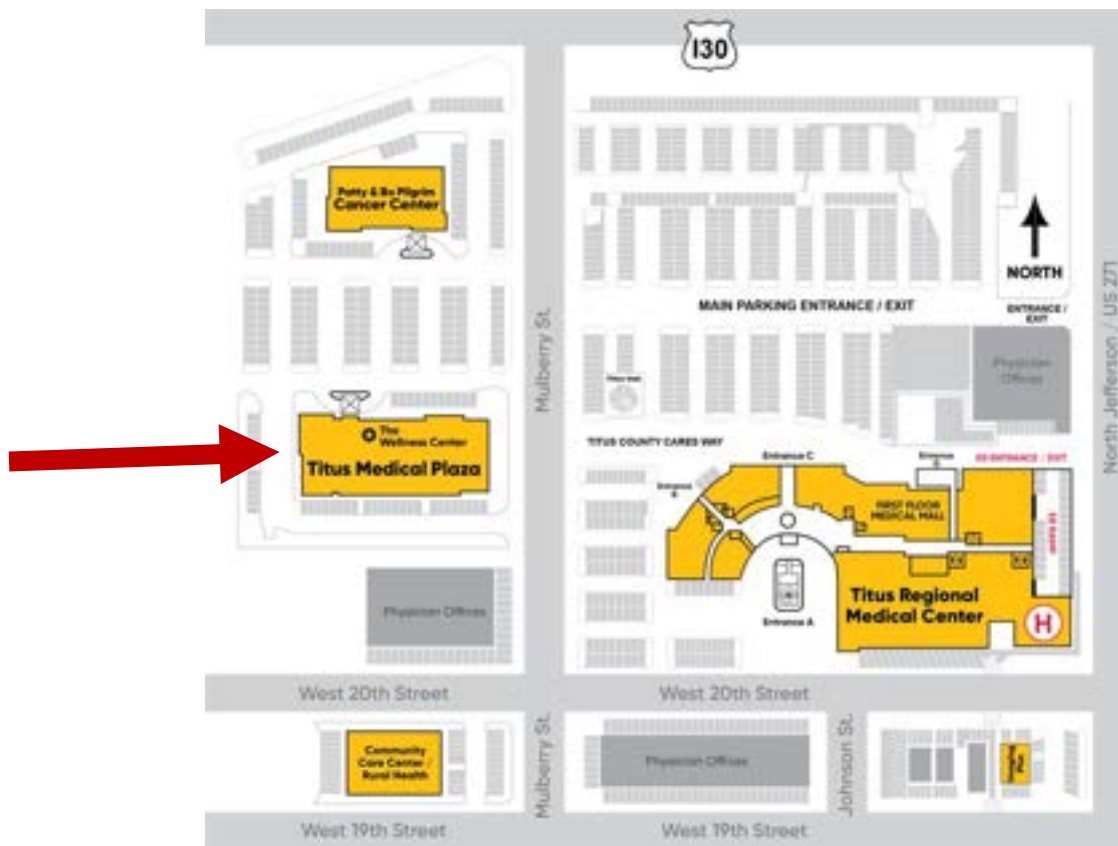 130
Patty & Bo Pilgrim
Cancer Center
NORTH
MAIN PARKING ENTRANCE / EXIT
ENTRANCE /
EXIT
Physician
Offices
Mulberry St.
North Jefferson / US 271
The
Wellness Center
Titus Medical Plaza
TITUS COUNTY CARES WAY
Entrance C
Entrance
ER ENTRANCE / EXIT
Entrance
B
FIRST FLOOR
MEDICAL MALL
Titus Regional
Medical Center
H
Entrance A
Physician Offices
West 20th Street
West 20th Street
Community
Care Center /
Rural Health
Mulberry St.
Physician Offices
Johnson St.
West 19th Street
West 19th Street